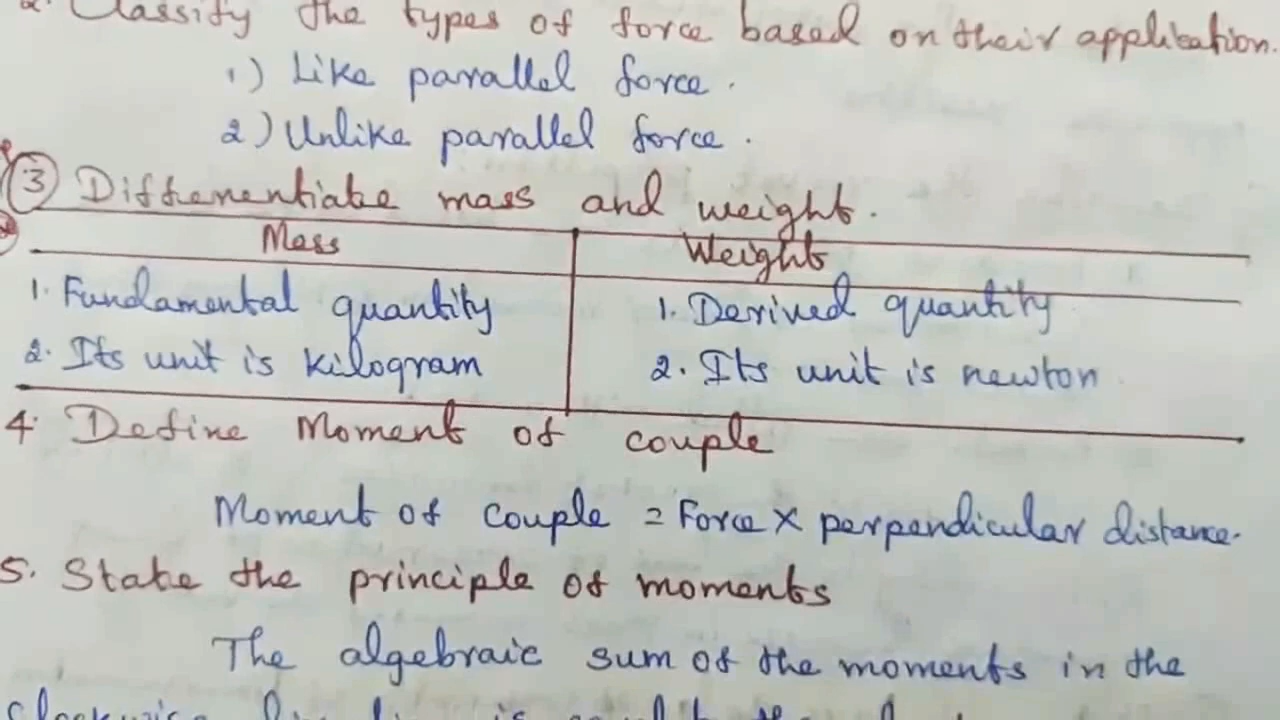 2. Classify the types of force based on their application.
1) Like parallel force.
2) Unlike parallel force.
3 Differentiate mass and weight.
Mass Weight
1. Fundamental quantity 1. Derived quantity
2. Its unit is kilogram 2. Its unit is newton
4. Define Moment of couple
Moment of couple = Force × perpendicular distance.
5. State the principle of moments
The algebraic sum of the moments in the